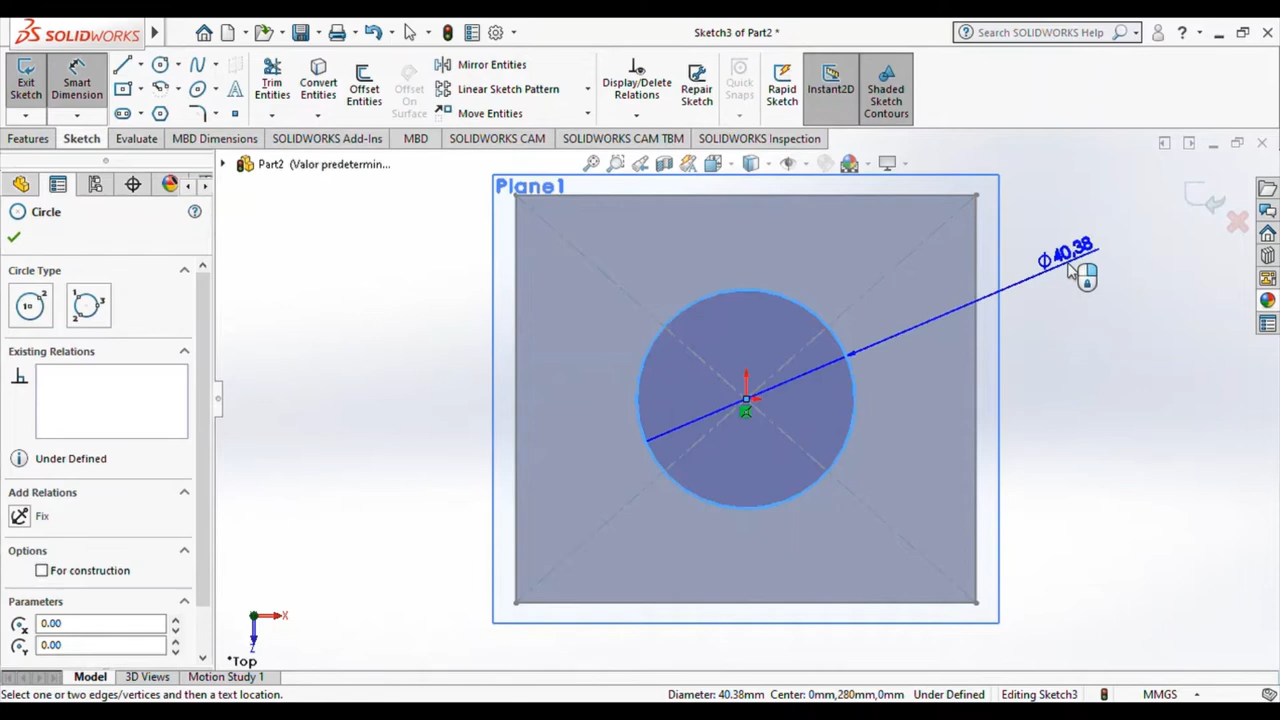 SOLIDWORKS
Sketch3 of Part2 *
Search SOLIDWORKS Help
?
Exit Sketch
Smart Dimension
Trim Entities
Convert Entities
Offset Entities
Offset On Surface
Mirror Entities
Linear Sketch Pattern
Move Entities
Display/Delete Relations
Repair Sketch
Quick Snaps
Rapid Sketch
Instant2D
Shaded Sketch Contours
Features
Sketch
Evaluate
MBD Dimensions
SOLIDWORKS Add-Ins
MBD
SOLIDWORKS CAM
SOLIDWORKS CAM TBM
SOLIDWORKS Inspection
Part2 (Valor predetermin...
Plane1
Circle
Circle Type
Existing Relations
Under Defined
Add Relations
Fix
Options
For construction
Parameters
0.00
0.00
Φ40,38
X
Z
*Top
Model
3D Views
Motion Study 1
Select one or two edges/vertices and then a text location.
Diameter: 40.38mm Center: 0mm,280mm,0mm
Under Defined
Editing Sketch3
MMGS